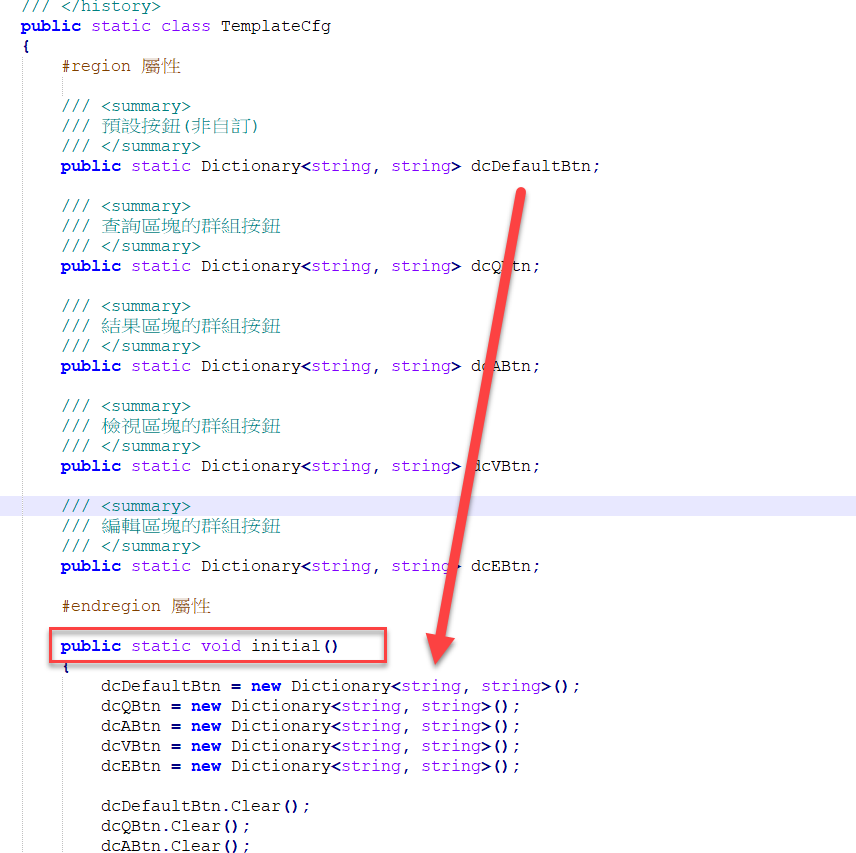 /// </history>
public static class TemplateCfg
{
#region 屬性
/// <summary>
/// 預設按鈕(非自訂)
/// </summary>
public static Dictionary<string, string> dcDefaultBtn;
/// <summary>
/// 查詢區塊的群組按鈕
/// </summary>
public static Dictionary<string, string> dcQBtn;
/// <summary>
/// 結果區塊的群組按鈕
/// </summary>
public static Dictionary<string, string> dcABtn;
/// <summary>
/// 檢視區塊的群組按鈕
/// </summary>
public static Dictionary<string, string> dcVBtn;
/// <summary>
/// 編輯區塊的群組按鈕
/// </summary>
public static Dictionary<string, string> dcEBtn;
#endregion 屬性
public static void initial()
{
dcDefaultBtn = new Dictionary<string, string>();
dcQBtn = new Dictionary<string, string>();
dcABtn = new Dictionary<string, string>();
dcVBtn = new Dictionary<string, string>();
dcEBtn = new Dictionary<string, string>();
dcDefaultBtn.Clear();
dcQBtn.Clear();
dcABtn.Clear();